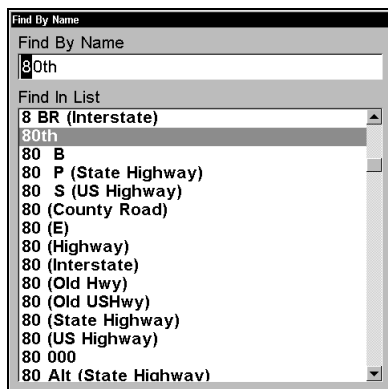 Find By Name
Find By Name
80th
Find In List
8 BR (Interstate)
80th
80  B
80  P (State Highway)
80  S (US Highway)
80 (County Road)
80 (E)
80 (Highway)
80 (Interstate)
80 (Old Hwy)
80 (Old USHwy)
80 (State Highway)
80 (US Highway)
80 000
80 Alt (State Highway)